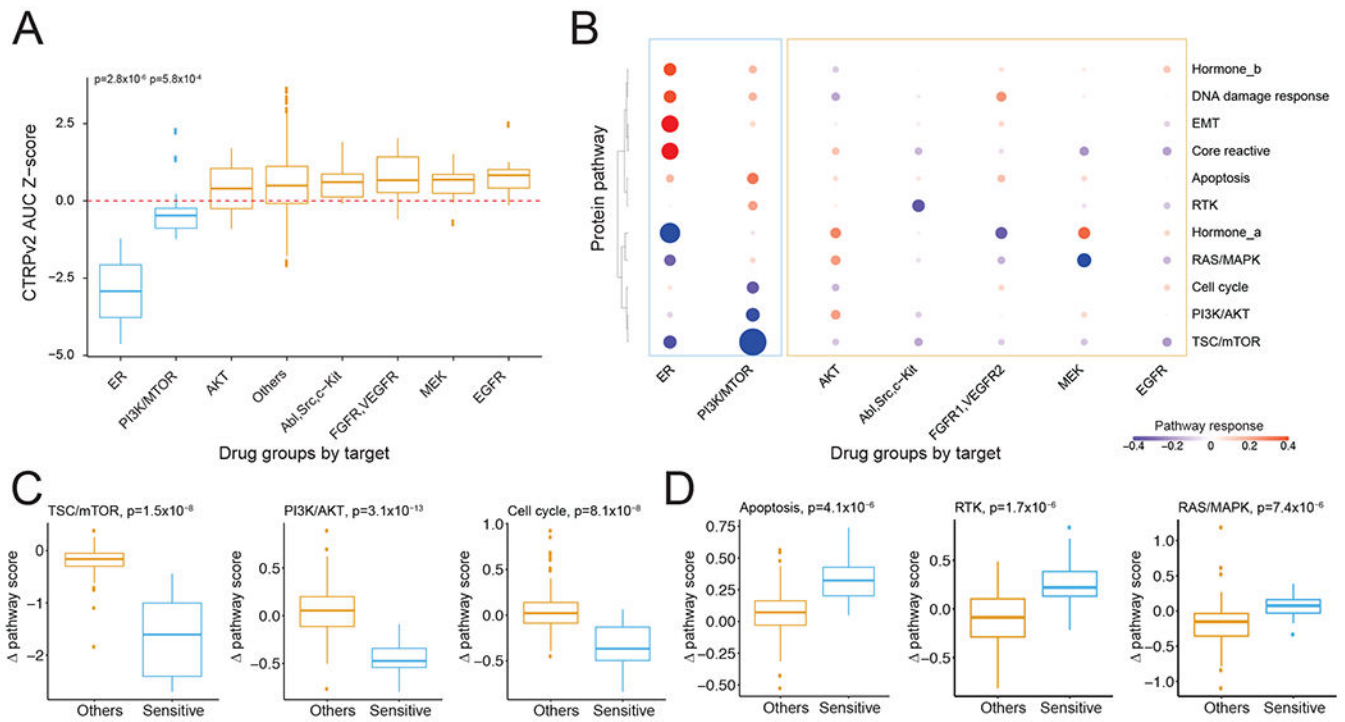 A
p=2.8x10⁻⁶ p=5.8x10⁻⁴
CTRPv2 AUC Z−score
2.5
0.0
−2.5
−5.0
ER
PI3K/MTOR
AKT
Others
Abl,Src,c−Kit
FGFR,VEGFR
MEK
EGFR
Drug groups by target
B
Protein pathway
Hormone_b
DNA damage response
EMT
Core reactive
Apoptosis
RTK
Hormone_a
RAS/MAPK
Cell cycle
PI3K/AKT
TSC/mTOR
ER
PI3K/MTOR
AKT
Abl,Src,c−Kit
FGFR1,VEGFR2
MEK
EGFR
Drug groups by target
Pathway response
−0.4 −0.2 0 0.2 0.4
C
TSC/mTOR, p=1.5x10⁻⁸
Δ pathway score
0
−1
−2
Others Sensitive
PI3K/AKT, p=3.1x10⁻¹³
Δ pathway score
0.5
0.0
−0.5
Others Sensitive
Cell cycle, p=8.1x10⁻⁸
Δ pathway score
1.0
0.5
0.0
−0.5
Others Sensitive
D
Apoptosis, p=4.1x10⁻⁶
Δ pathway score
0.75
0.50
0.25
0.00
−0.25
−0.50
Others Sensitive
RTK, p=1.7x10⁻⁶
Δ pathway score
0.5
0.0
−0.5
Others Sensitive
RAS/MAPK, p=7.4x10⁻⁶
Δ pathway score
1.0
0.5
0.0
−0.5
−1.0
Others Sensitive